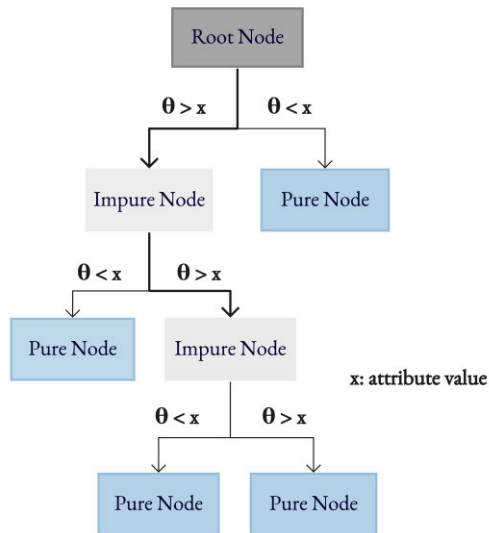 Root Node
θ > x
θ < x
Impure Node
Pure Node
θ < x
θ > x
Pure Node
Impure Node
x: attribute value
θ < x
θ > x
Pure Node
Pure Node